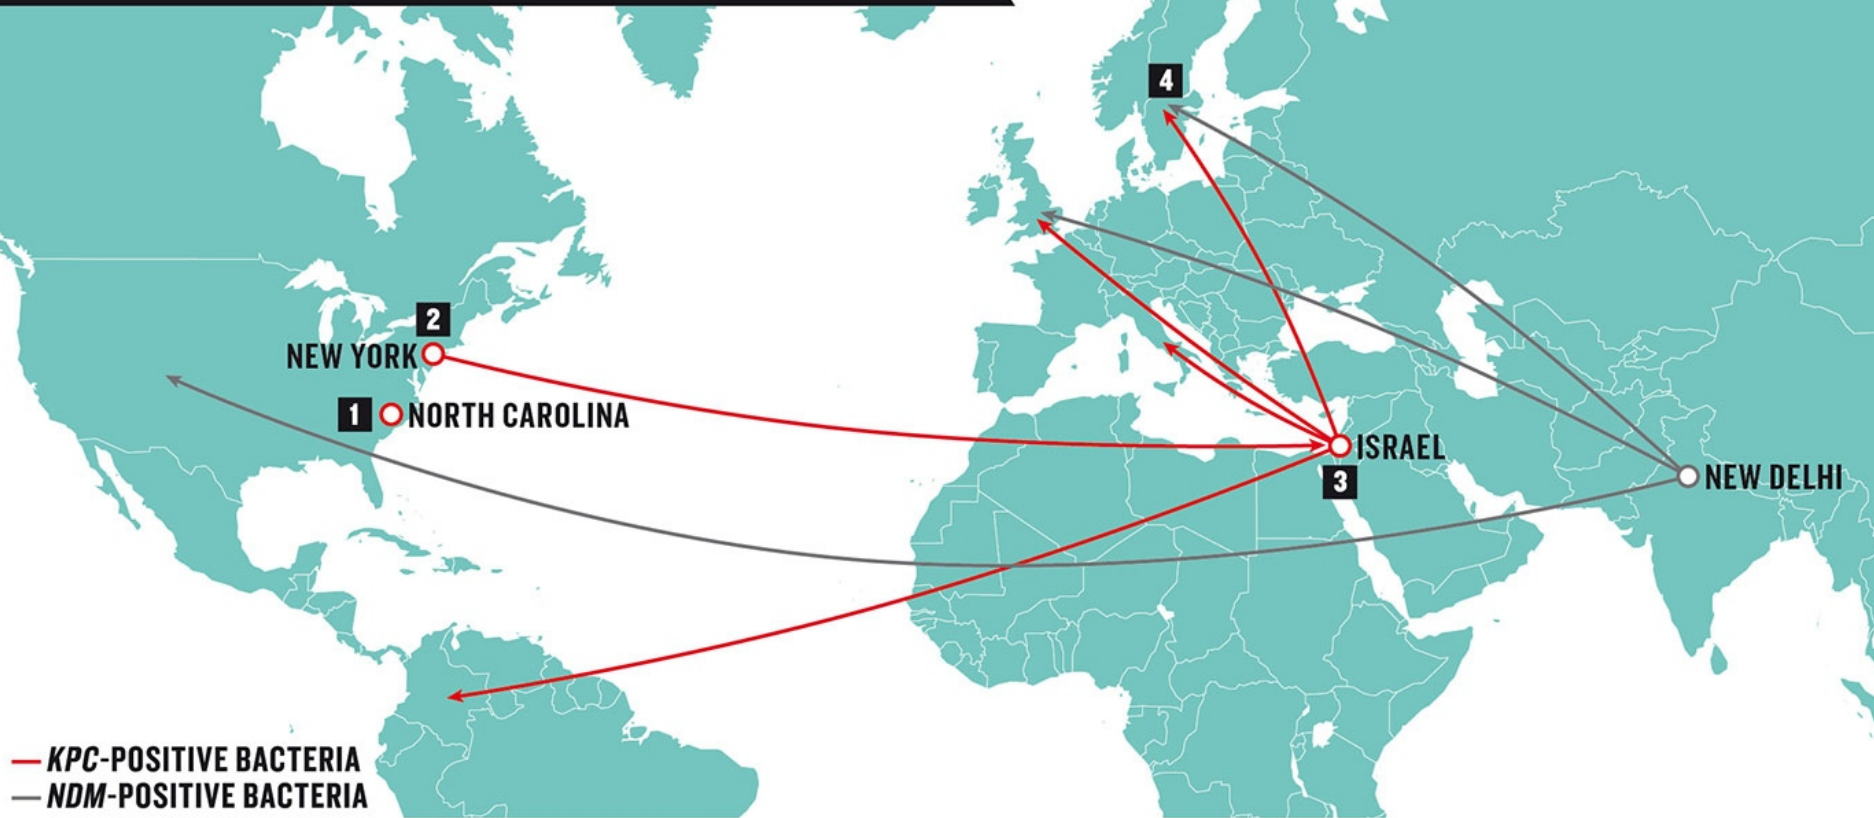 4
2
NEW YORK
1 NORTH CAROLINA
ISRAEL
3
NEW DELHI
KPC-POSITIVE BACTERIA
NDM-POSITIVE BACTERIA